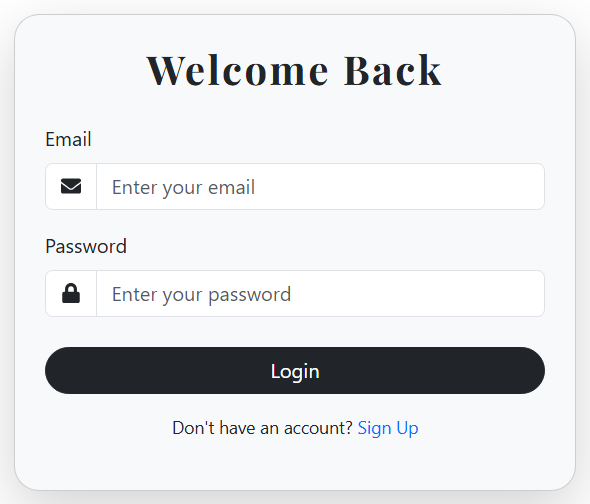 Welcome Back
Email
Enter your email
Password
Enter your password
Login
Don't have an account? Sign Up